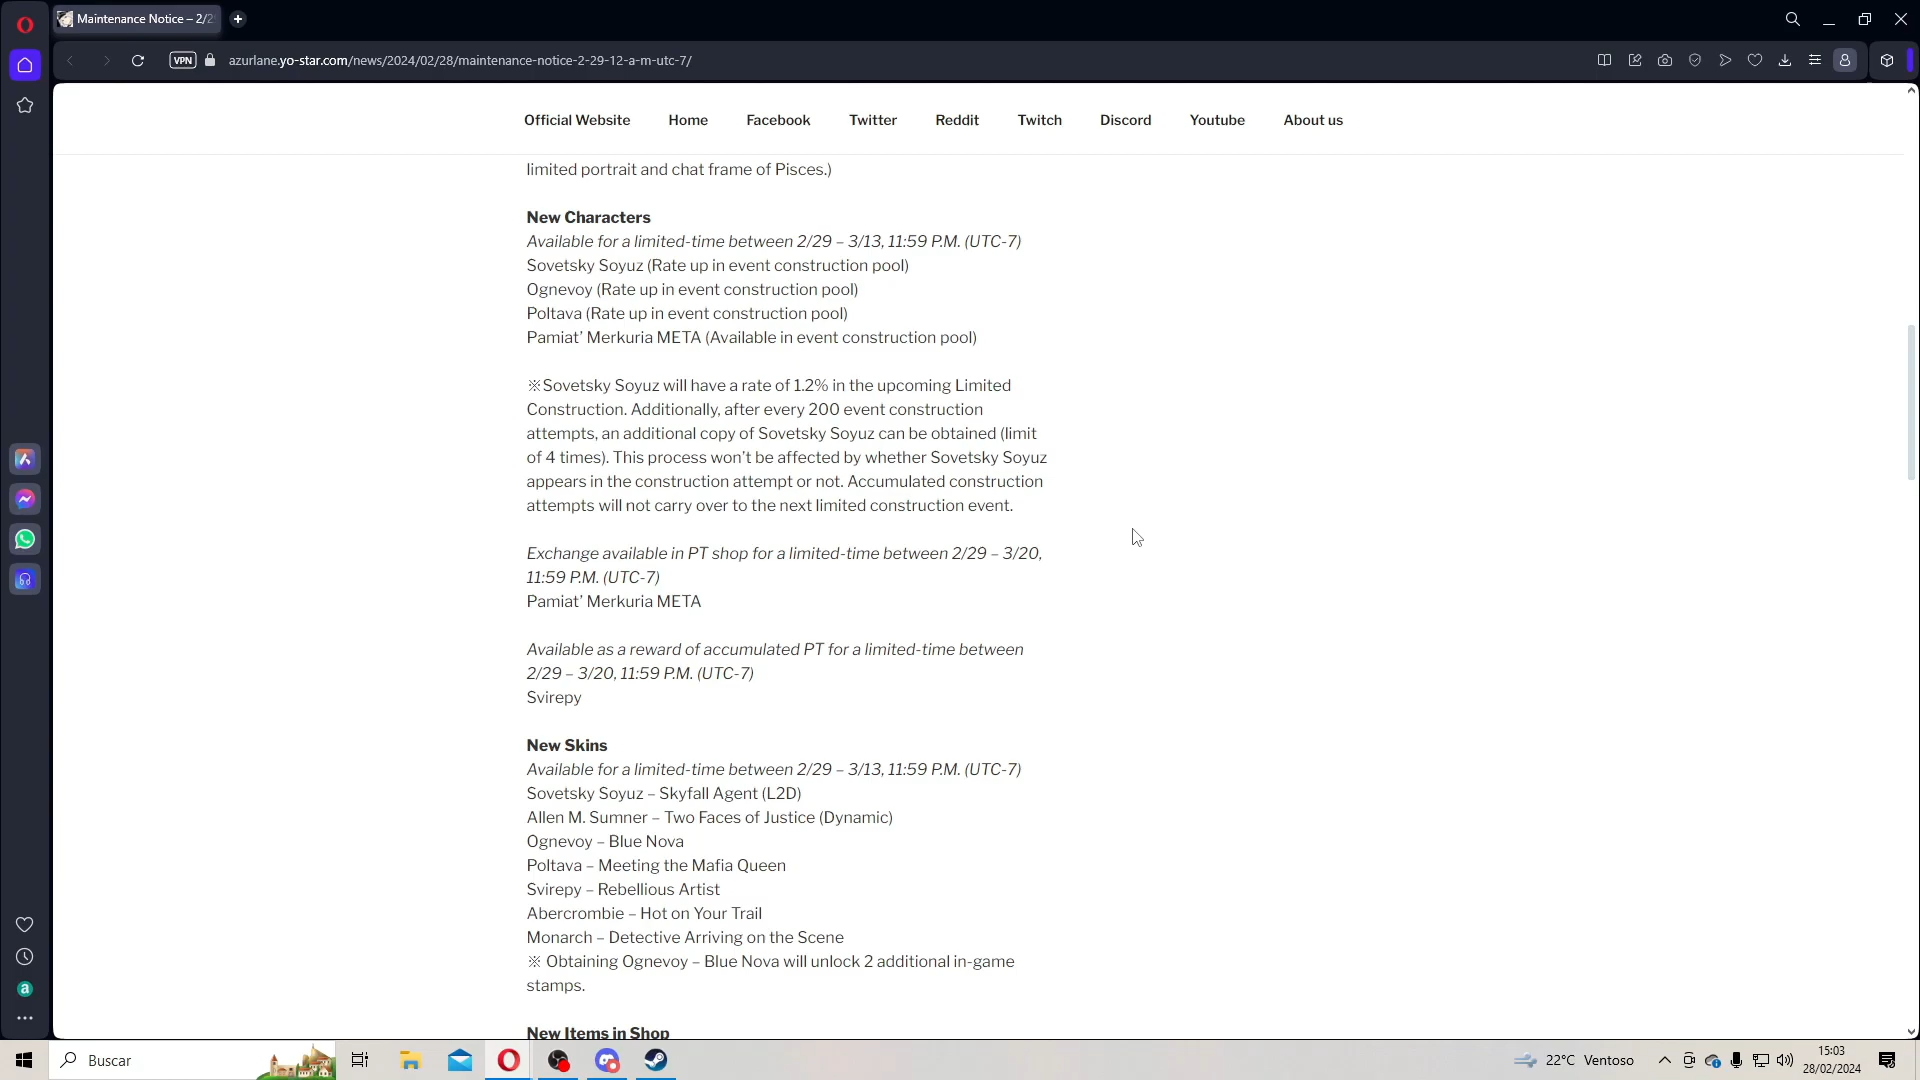 Maintenance Notice – 2/2
VPN
azurlane.yo-star.com/news/2024/02/28/maintenance-notice-2-29-12-a-m-utc-7/
Official Website Home Facebook Twitter Reddit Twitch Discord Youtube About us
limited portrait and chat frame of Pisces.)
New Characters
Available for a limited-time between 2/29 – 3/13, 11:59 P.M. (UTC-7)
Sovetsky Soyuz (Rate up in event construction pool)
Ognevoy (Rate up in event construction pool)
Poltava (Rate up in event construction pool)
Pamiat’ Merkuria META (Available in event construction pool)
※Sovetsky Soyuz will have a rate of 1.2% in the upcoming Limited
Construction. Additionally, after every 200 event construction
attempts, an additional copy of Sovetsky Soyuz can be obtained (limit
of 4 times). This process won’t be affected by whether Sovetsky Soyuz
appears in the construction attempt or not. Accumulated construction
attempts will not carry over to the next limited construction event.
Exchange available in PT shop for a limited-time between 2/29 – 3/20,
11:59 P.M. (UTC-7)
Pamiat’ Merkuria META
Available as a reward of accumulated PT for a limited-time between
2/29 – 3/20, 11:59 P.M. (UTC-7)
Svirepy
New Skins
Available for a limited-time between 2/29 – 3/13, 11:59 P.M. (UTC-7)
Sovetsky Soyuz – Skyfall Agent (L2D)
Allen M. Sumner – Two Faces of Justice (Dynamic)
Ognevoy – Blue Nova
Poltava – Meeting the Mafia Queen
Svirepy – Rebellious Artist
Abercrombie – Hot on Your Trail
Monarch – Detective Arriving on the Scene
※ Obtaining Ognevoy – Blue Nova will unlock 2 additional in-game
stamps.
New Items in Shop
Buscar
22°C Ventoso
15:03
28/02/2024